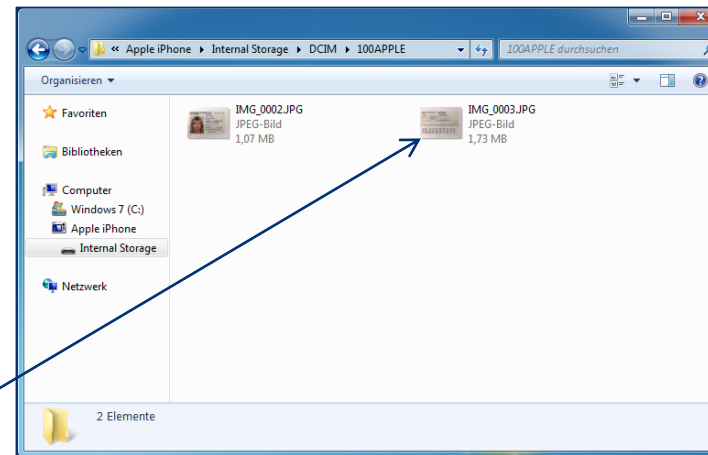 « Apple iPhone ▸ Internal Storage ▸ DCIM ▸ 100APPLE
100APPLE durchsuchen
Organisieren
Favoriten
Bibliotheken
Computer
Windows 7 (C:)
Apple iPhone
Internal Storage
Netzwerk
IMG_0002.JPG
JPEG-Bild
1,07 MB
IMG_0003.JPG
JPEG-Bild
1,73 MB
2 Elemente